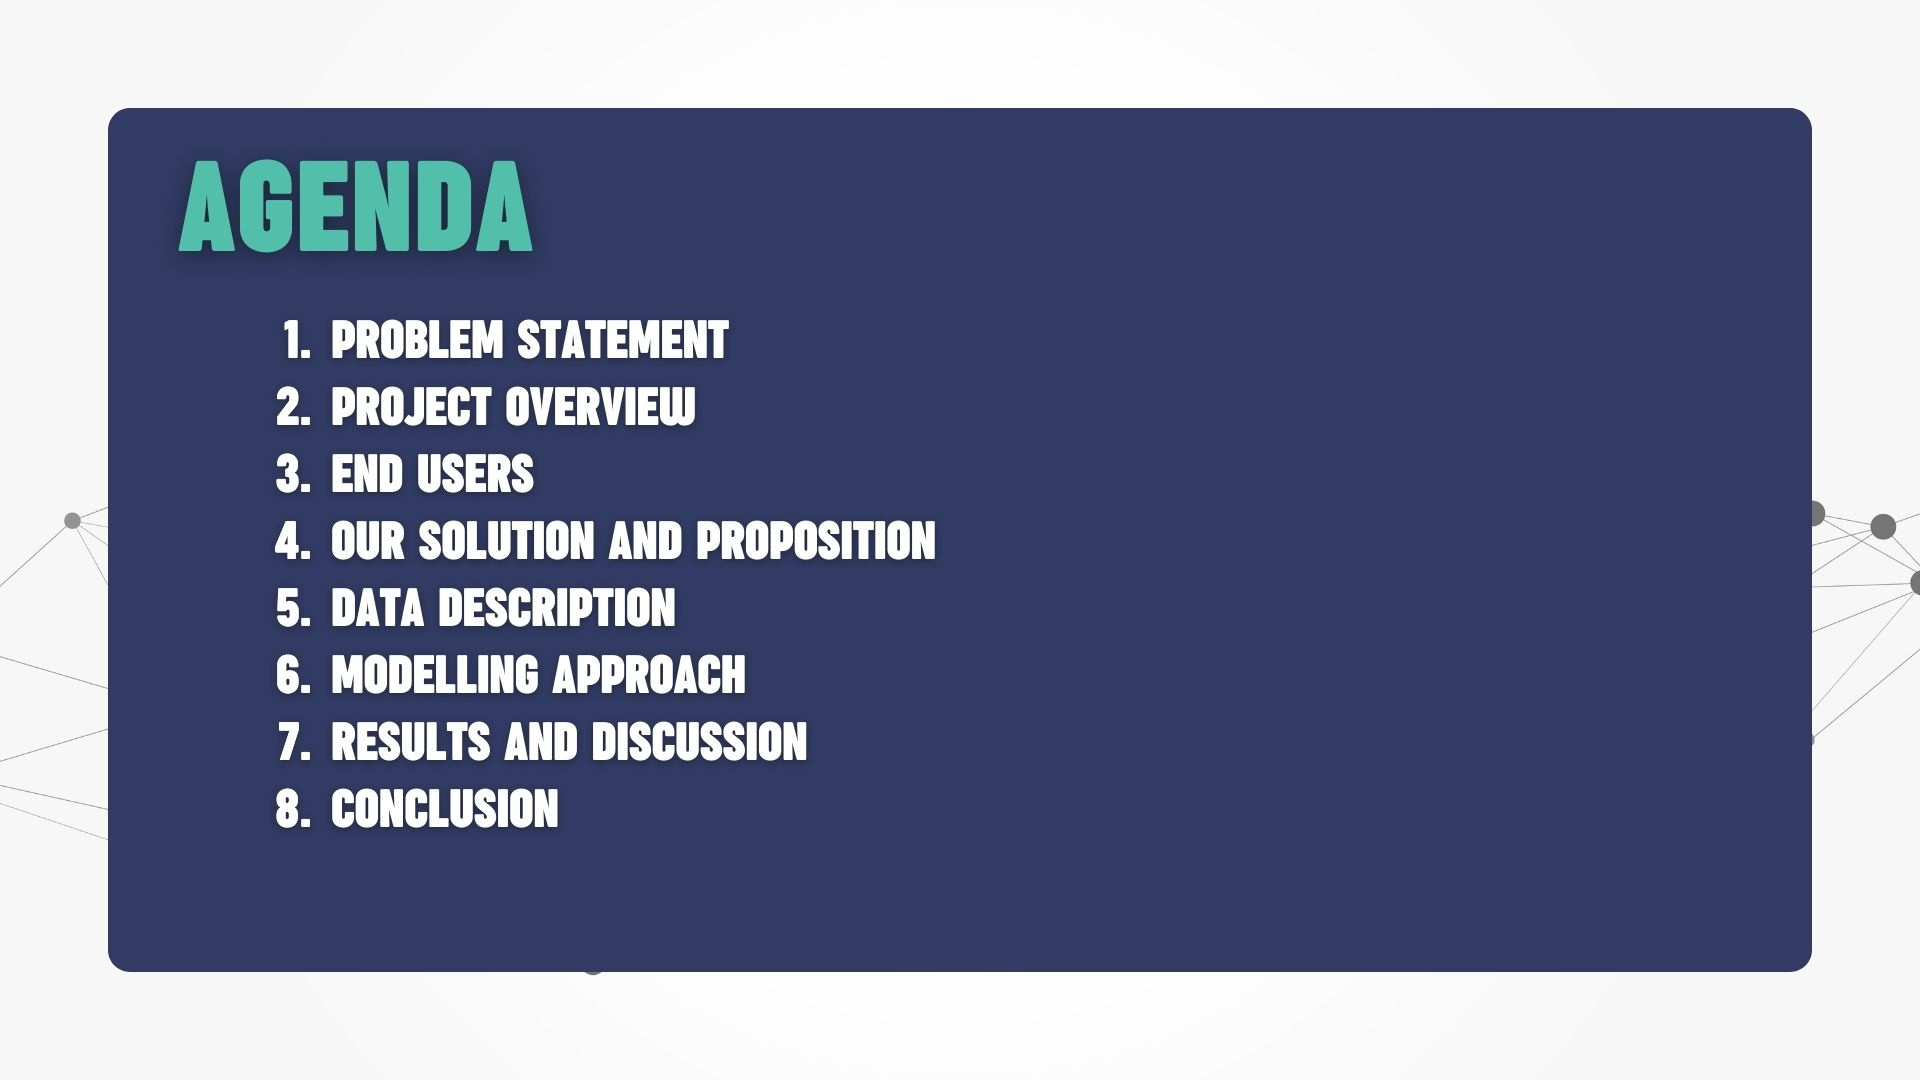 AGENDA
1. PROBLEM STATEMENT
2. PROJECT OVERVIEW
3. END USERS
4. OUR SOLUTION AND PROPOSITION
5. DATA DESCRIPTION
6. MODELLING APPROACH
7. RESULTS AND DISCUSSION
8. CONCLUSION